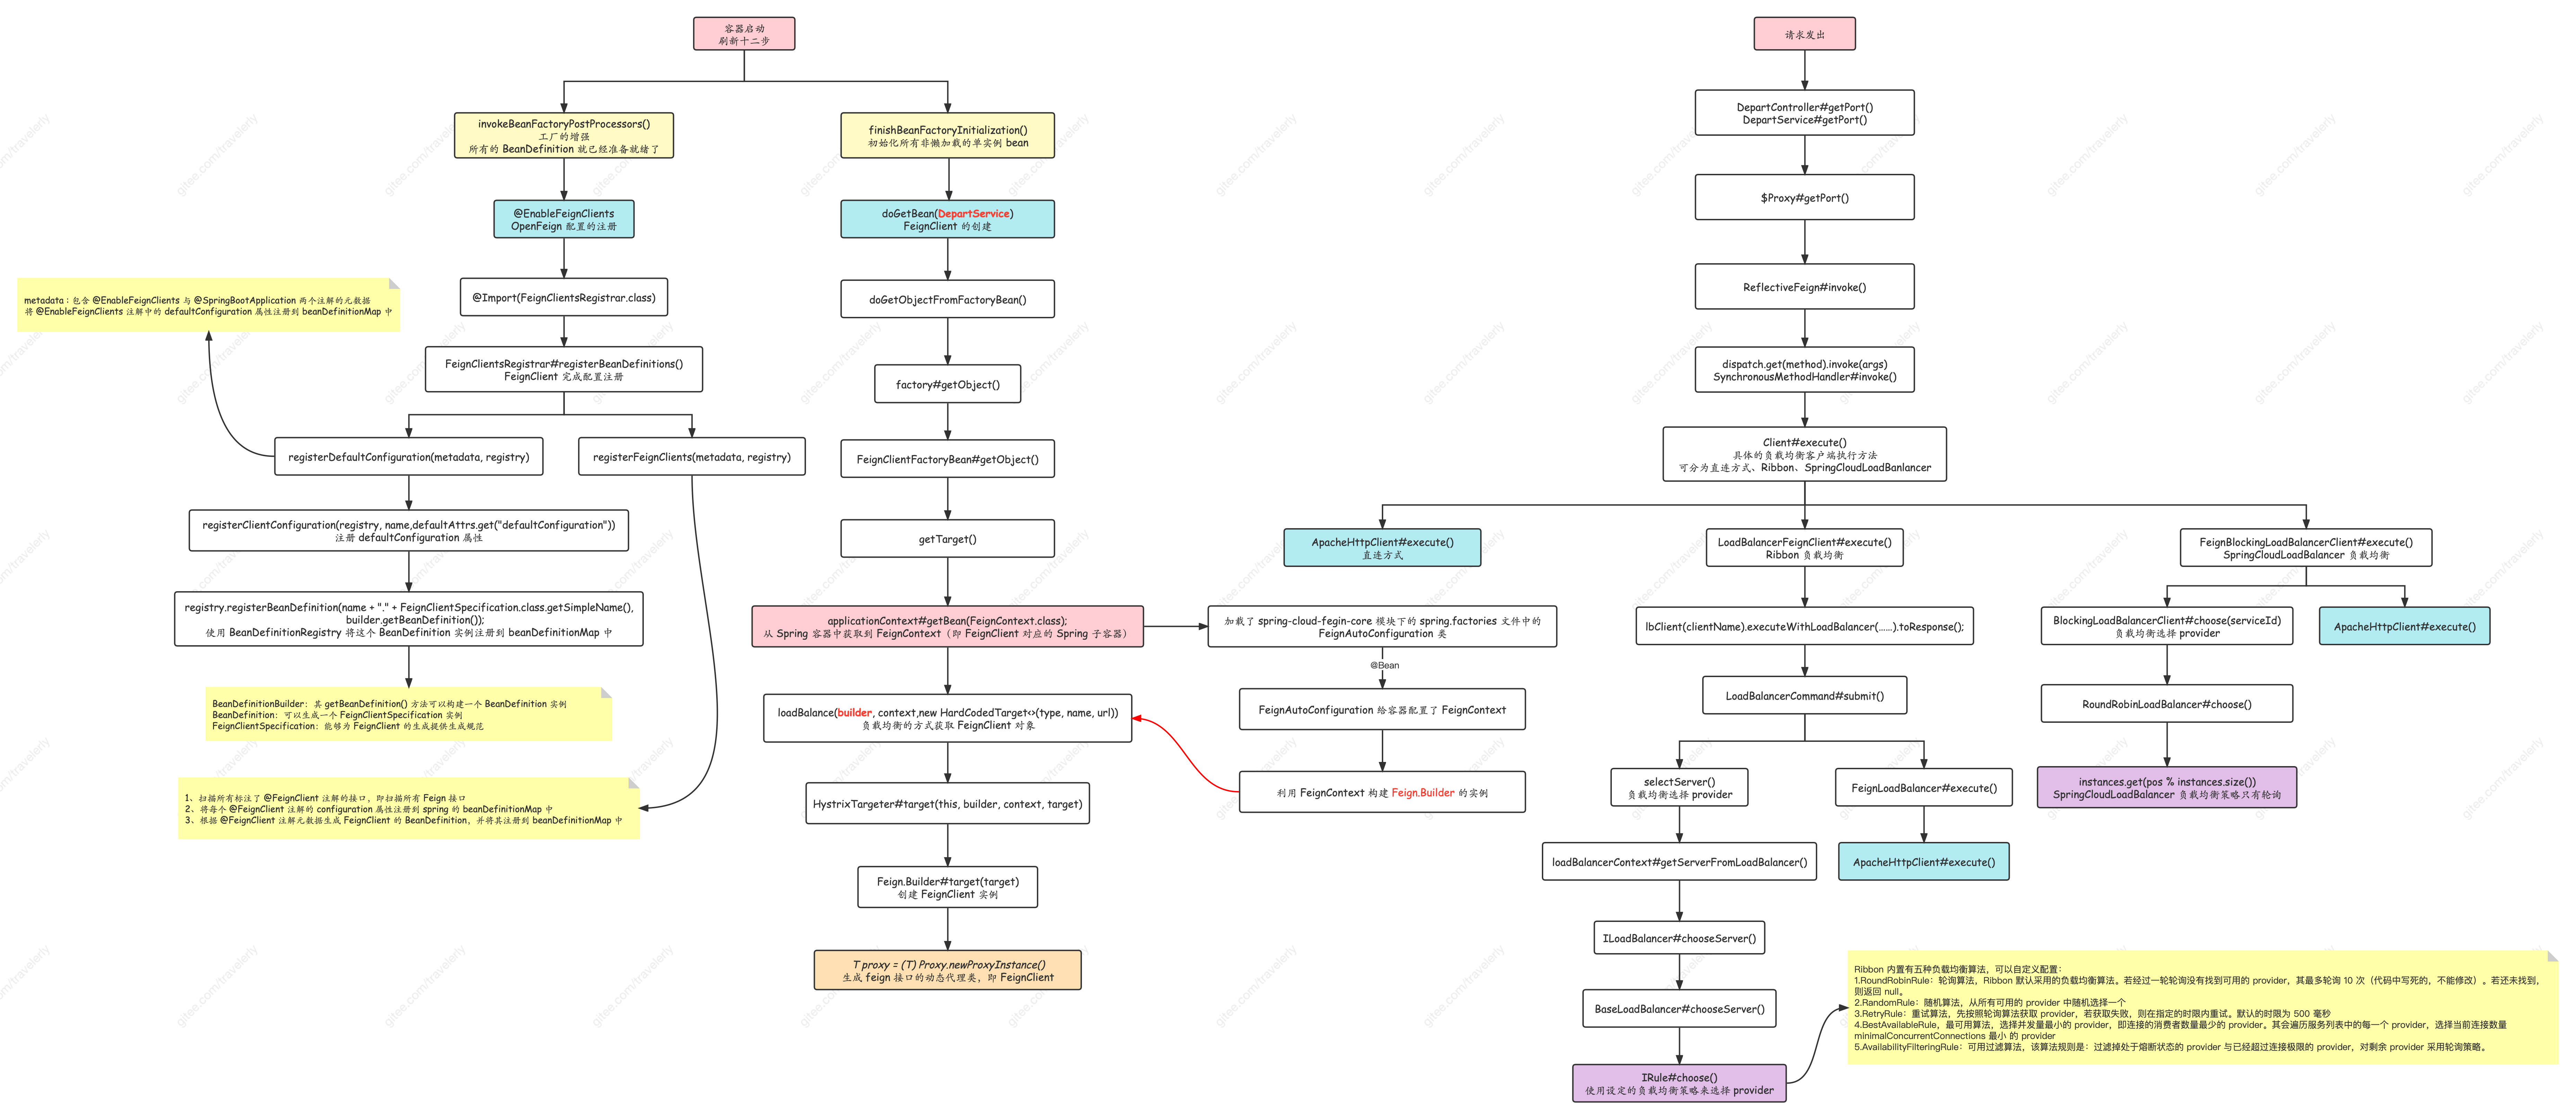 容器启动
刷新十二步
invokeBeanFactoryPostProcessors()
工厂的增强
所有的 BeanDefinition 就已经准备就绪了
@EnableFeignClients
OpenFeign 配置的注册
@Import(FeignClientsRegistrar.class)
FeignClientsRegistrar#registerBeanDefinitions()
FeignClient 完成配置注册
registerDefaultConfiguration(metadata, registry)
metadata：包含 @EnableFeignClients 与 @SpringBootApplication 两个注解的元数据
将 @EnableFeignClients 注解中的 defaultConfiguration 属性注册到 beanDefinitionMap 中
registerClientConfiguration(registry, name,defaultAttrs.get("defaultConfiguration"))
注册 defaultConfiguration 属性
registry.registerBeanDefinition(name + "." + FeignClientSpecification.class.getSimpleName(),
builder.getBeanDefinition());
使用 BeanDefinitionRegistry 将这个 BeanDefinition 实例注册到 beanDefinitionMap 中
BeanDefinitionBuilder：其 getBeanDefinition() 方法可以构建一个 BeanDefinition 实例
BeanDefinition：可以生成一个 FeignClientSpecification 实例
FeignClientSpecification：能够为 FeignClient 的生成提供生成规范
registerFeignClients(metadata, registry)
1、扫描所有标注了 @FeignClient 注解的接口，即扫描所有 Feign 接口
2、将每个 @FeignClient 注解的 configuration 属性注册到 spring 的 beanDefinitionMap 中
3、根据 @FeignClient 注解元数据生成 FeignClient 的 BeanDefinition，并将其注册到 beanDefinitionMap 中
finishBeanFactoryInitialization()
初始化所有非懒加载的单实例 bean
doGetBean(DepartService)
FeignClient 的创建
doGetObjectFromFactoryBean()
factory#getObject()
FeignClientFactoryBean#getObject()
getTarget()
applicationContext#getBean(FeignContext.class);
从 Spring 容器中获取到 FeignContext（即 FeignClient 对应的 Spring 子容器）
加载了 spring-cloud-fegin-core 模块下的 spring.factories 文件中的
FeignAutoConfiguration 类
@Bean
FeignAutoConfiguration 给容器配置了 FeignContext
利用 FeignContext 构建 Feign.Builder 的实例
loadBalance(builder, context,new HardCodedTarget<>(type, name, url))
负载均衡的方式获取 FeignClient 对象
HystrixTargeter#target(this, builder, context, target)
Feign.Builder#target(target)
创建 FeignClient 实例
T proxy = (T) Proxy.newProxyInstance()
生成 feign 接口的动态代理类，即 FeignClient
请求发出
DepartController#getPort()
DepartService#getPort()
$Proxy#getPort()
ReflectiveFeign#invoke()
dispatch.get(method).invoke(args)
SynchronousMethodHandler#invoke()
Client#execute()
具体的负载均衡客户端执行方法
可分为直连方式、Ribbon、SpringCloudLoadBanlancer
ApacheHttpClient#execute()
直连方式
LoadBalancerFeignClient#execute()
Ribbon 负载均衡
lbClient(clientName).executeWithLoadBalancer(……).toResponse();
LoadBalancerCommand#submit()
selectServer()
负载均衡选择 provider
loadBalancerContext#getServerFromLoadBalancer()
ILoadBalancer#chooseServer()
BaseLoadBalancer#chooseServer()
IRule#choose()
使用设定的负载均衡策略来选择 provider
FeignLoadBalancer#execute()
ApacheHttpClient#execute()
FeignBlockingLoadBalancerClient#execute()
SpringCloudLoadBalancer 负载均衡
BlockingLoadBalancerClient#choose(serviceId)
负载均衡选择 provider
RoundRobinLoadBalancer#choose()
instances.get(pos % instances.size())
SpringCloudLoadBalancer 负载均衡策略只有轮询
ApacheHttpClient#execute()
Ribbon 内置有五种负载均衡算法，可以自定义配置：
1.RoundRobinRule：轮询算法，Ribbon 默认采用的负载均衡算法。若经过一轮轮询没有找到可用的 provider，其最多轮询 10 次（代码中写死的，不能修改）。若还未找到，
则返回 null。
2.RandomRule：随机算法，从所有可用的 provider 中随机选择一个
3.RetryRule：重试算法，先按照轮询算法获取 provider，若获取失败，则在指定的时限内重试。默认的时限为 500 毫秒
4.BestAvailableRule，最可用算法，选择并发量最小的 provider，即连接的消费者数量最少的 provider。其会遍历服务列表中的每一个 provider，选择当前连接数量
minimalConcurrentConnections 最小 的 provider
5.AvailabilityFilteringRule：可用过滤算法，该算法规则是：过滤掉处于熔断状态的 provider 与已经超过连接极限的 provider，对剩余 provider 采用轮询策略。
gitee.com/travelerly